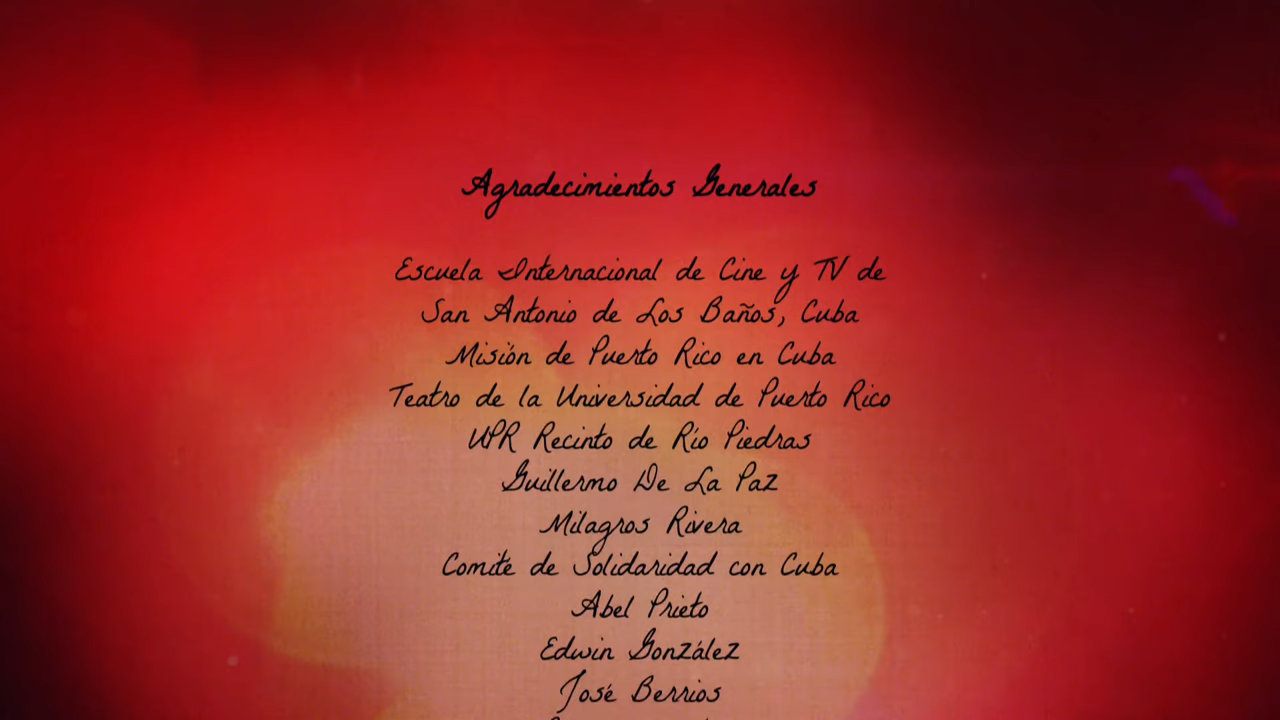 Agradecimientos Generales
Escuela Internacional de Cine y TV de
San Antonio de Los Baños, Cuba
Misión de Puerto Rico en Cuba
Teatro de la Universidad de Puerto Rico
UPR Recinto de Río Piedras
Guillermo De La Paz
Milagros Rivera
Comité de Solidaridad con Cuba
Abel Prieto
Edwin González
José Berrios